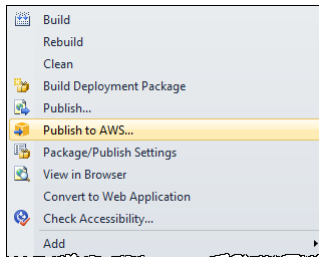 Build
Rebuild
Clean
Build Deployment Package
Publish...
Publish to AWS...
Package/Publish Settings
View in Browser
Convert to Web Application
Check Accessibility...
Add